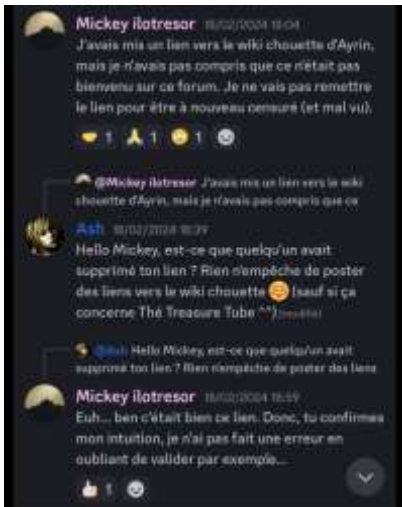 Mickey ilotresor 18/02/2024 18:04
J'avais mis un lien vers le wiki chouette d'Ayrin,
mais je n'avais pas compris que ce n'était pas
bienvenu sur ce forum. Je ne vais pas remettre
le lien pour être à nouveau censuré (et mal vu).
1 1 1
@Mickey ilotresor J'avais mis un lien vers le wiki
chouette d'Ayrin, mais je n'avais pas compris que ce
Ash 18/02/2024 18:39
Hello Mickey, est-ce que quelqu'un avait
supprimé ton lien ? Rien n'empêche de poster
des liens vers le wiki chouette (sauf si ça
concerne Thé Treasure Tube ^^) (modifié)
@Ash Hello Mickey, est-ce que quelqu'un avait
supprimé ton lien ? Rien n'empêche de poster des liens
Mickey ilotresor 18/02/2024 18:59
Euh... ben c'était bien ce lien. Donc, tu confirmes
mon intuition, je n'ai pas fait une erreur en
oubliant de valider par exemple...
1